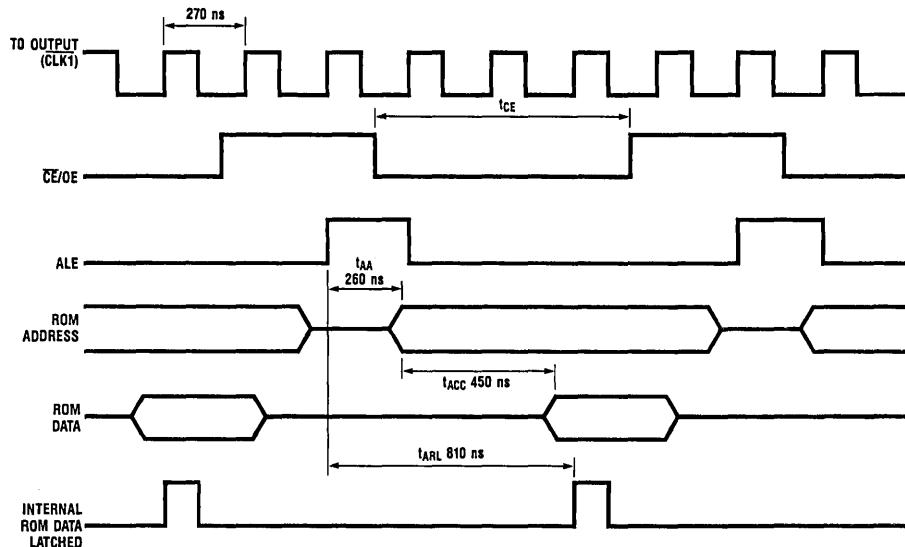 270 ns
T0 OUTPUT
(CLK1)
tCE
CE/OE
ALE
tAA
260 ns
ROM
ADDRESS
tACC 450 ns
ROM
DATA
tARL 810 ns
INTERNAL
ROM DATA
LATCHED